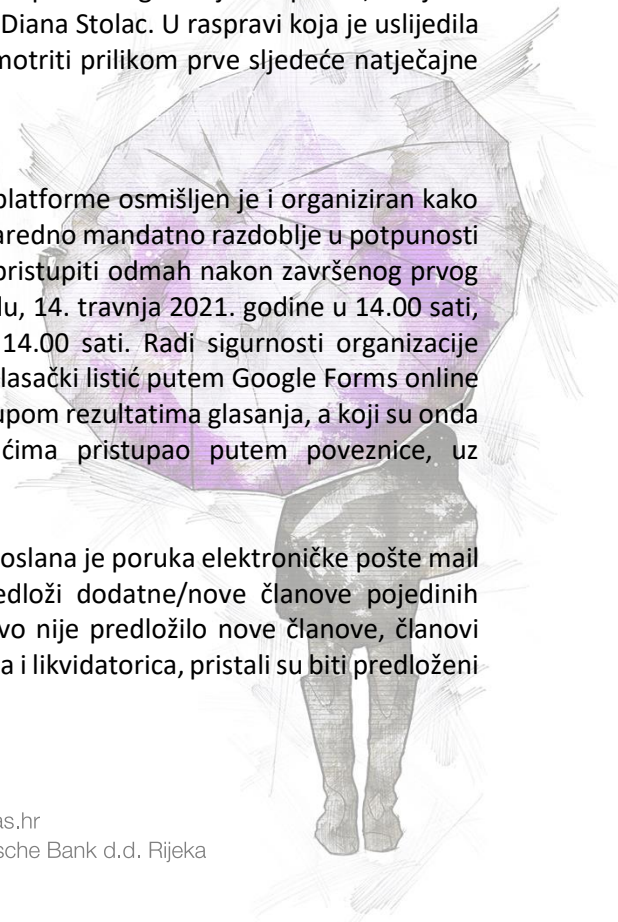 Diana Stolac. U raspravi koja je uslijedila
motriti prilikom prve sljedeće natječajne
platforme osmišljen je i organiziran kako
aredno mandatno razdoblje u potpunosti
pristupiti odmah nakon završenog prvog
du, 14. travnja 2021. godine u 14.00 sati,
14.00 sati. Radi sigurnosti organizacije
lasački listić putem Google Forms online
upom rezultatima glasanja, a koji su onda
ćima pristupao putem poveznice, uz
oslana je poruka elektroničke pošte mail
edloži dodatne/nove članove pojedinih
vo nije predložilo nove članove, članovi
a i likvidatorica, pristali su biti predloženi
as.hr
sche Bank d.d. Rijeka